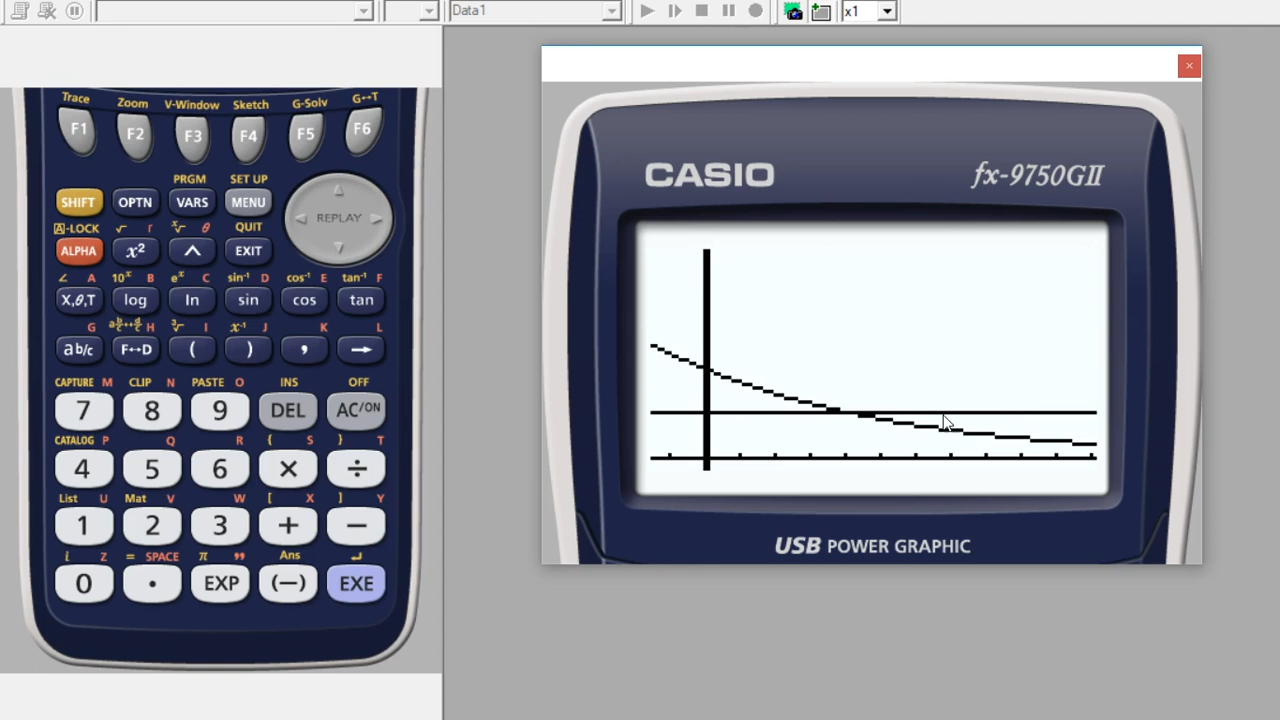 Data1
x1
×
Trace Zoom V-Window Sketch G-Solv G↔T
F1 F2 F3 F4 F5 F6
PRGM SET UP
SHIFT OPTN VARS MENU
REPLAY
A-LOCK √ r ˣ√ θ QUIT
ALPHA x² ^ EXIT
∠ A 10ˣ B eˣ C sin⁻¹ D cos⁻¹ E tan⁻¹ F
X,θ,T log ln sin cos tan
G H ³√ I x⁻¹ J K L
ab/c F↔D ( ) , →
CAPTURE M CLIP N PASTE O INS OFF
7 8 9 DEL AC/ON
CATALOG P Q R { S } T
4 5 6 × ÷
List U Mat V W [ X ] Y
1 2 3 + −
i Z = SPACE π " Ans ↵
0 • EXP (−) EXE
CASIO fx-9750GII
USB POWER GRAPHIC